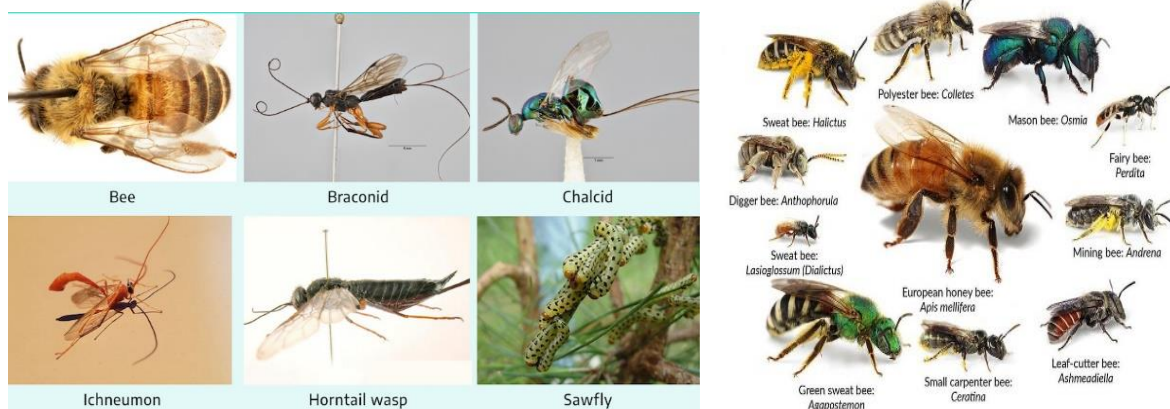 Bee
Braconid
Chalcid
Ichneumon
Horntail wasp
Sawfly
Polyester bee: Colletes
Sweat bee: Halictus
Mason bee: Osmia
Fairy bee:
Perdita
Digger bee: Anthophorula
Sweat bee:
Lasioglossum (Dialictus)
Mining bee: Andrena
European honey bee:
Apis mellifera
Leaf-cutter bee:
Ashmeadiella
Small carpenter bee:
Ceratina
Green sweat bee:
Agapostemon